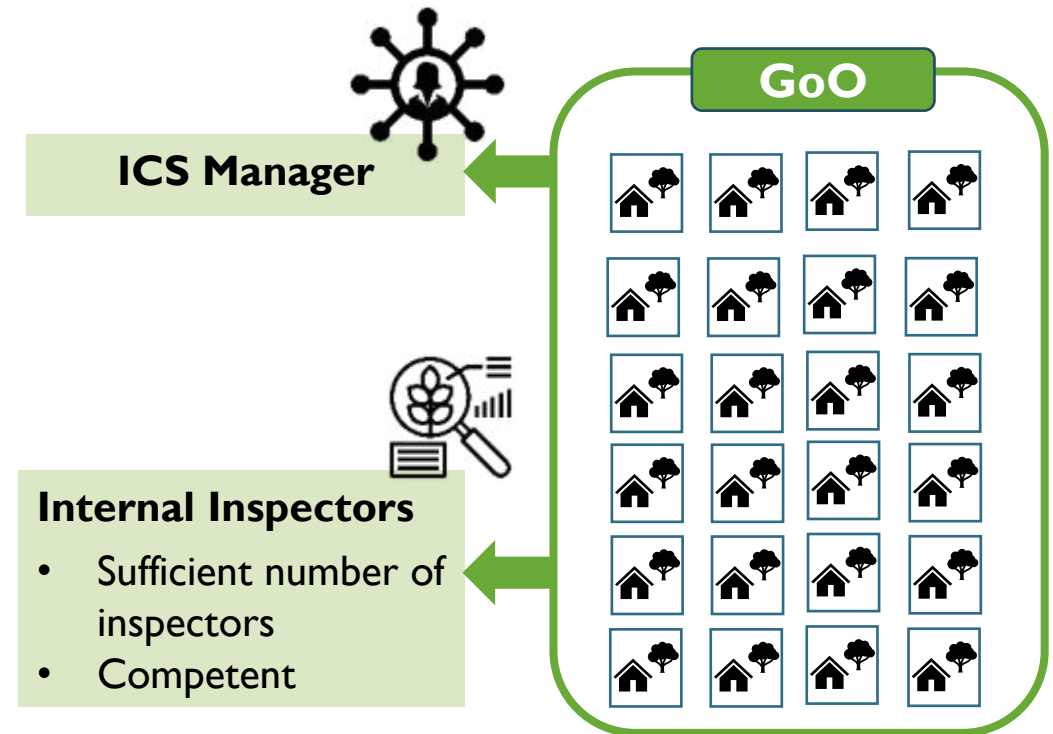 GoO
ICS Manager
Internal Inspectors
• Sufficient number of
inspectors
• Competent